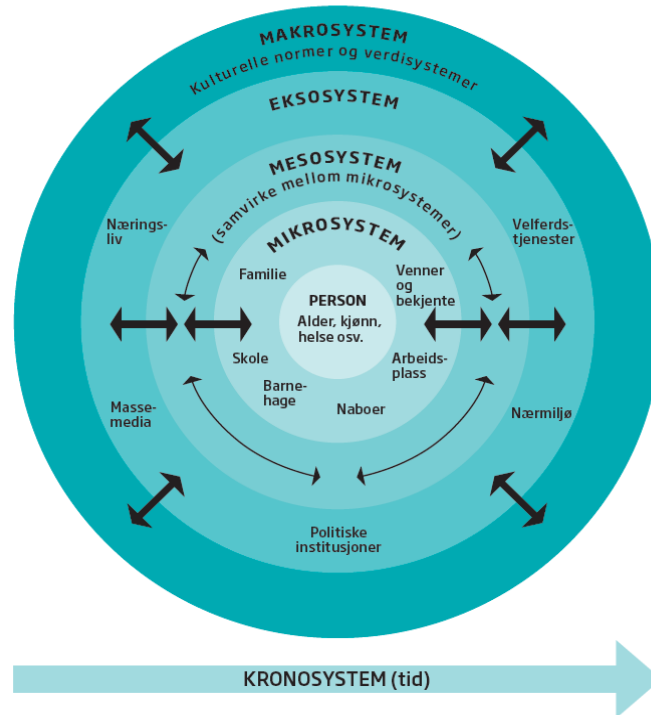 MAKROSYSTEM
Kulturelle normer og verdisystemer
EKSOSYSTEM
MESOSYSTEM
(samvirke mellom mikrosystemer)
MIKROSYSTEM
Nærings-
liv
Velferds-
tjenester
Familie
Venner
og
bekjente
PERSON
Alder, kjønn,
helse osv.
Skole
Barne-
hage
Naboer
Arbeids-
plass
Masse-
media
Nærmiljø
Politiske
institusjoner
KRONOSYSTEM (tid)